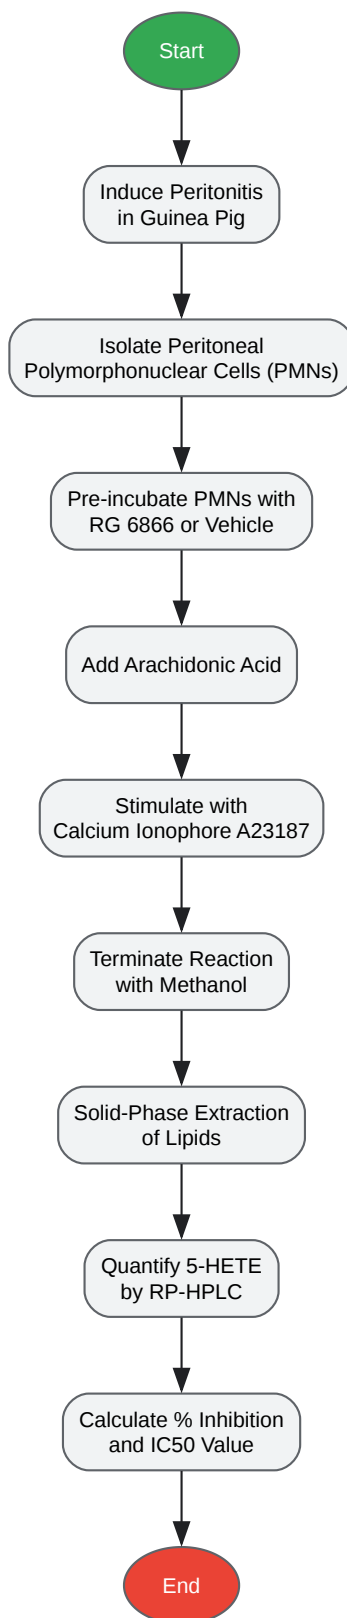 Start
Induce Peritonitis
in Guinea Pig
Isolate Peritoneal
Polymorphonuclear Cells (PMNs)
Pre-incubate PMNs with
RG 6866 or Vehicle
Add Arachidonic Acid
Stimulate with
Calcium Ionophore A23187
Terminate Reaction
with Methanol
Solid-Phase Extraction
of Lipids
Quantify 5-HETE
by RP-HPLC
Calculate % Inhibition
and IC50 Value
End